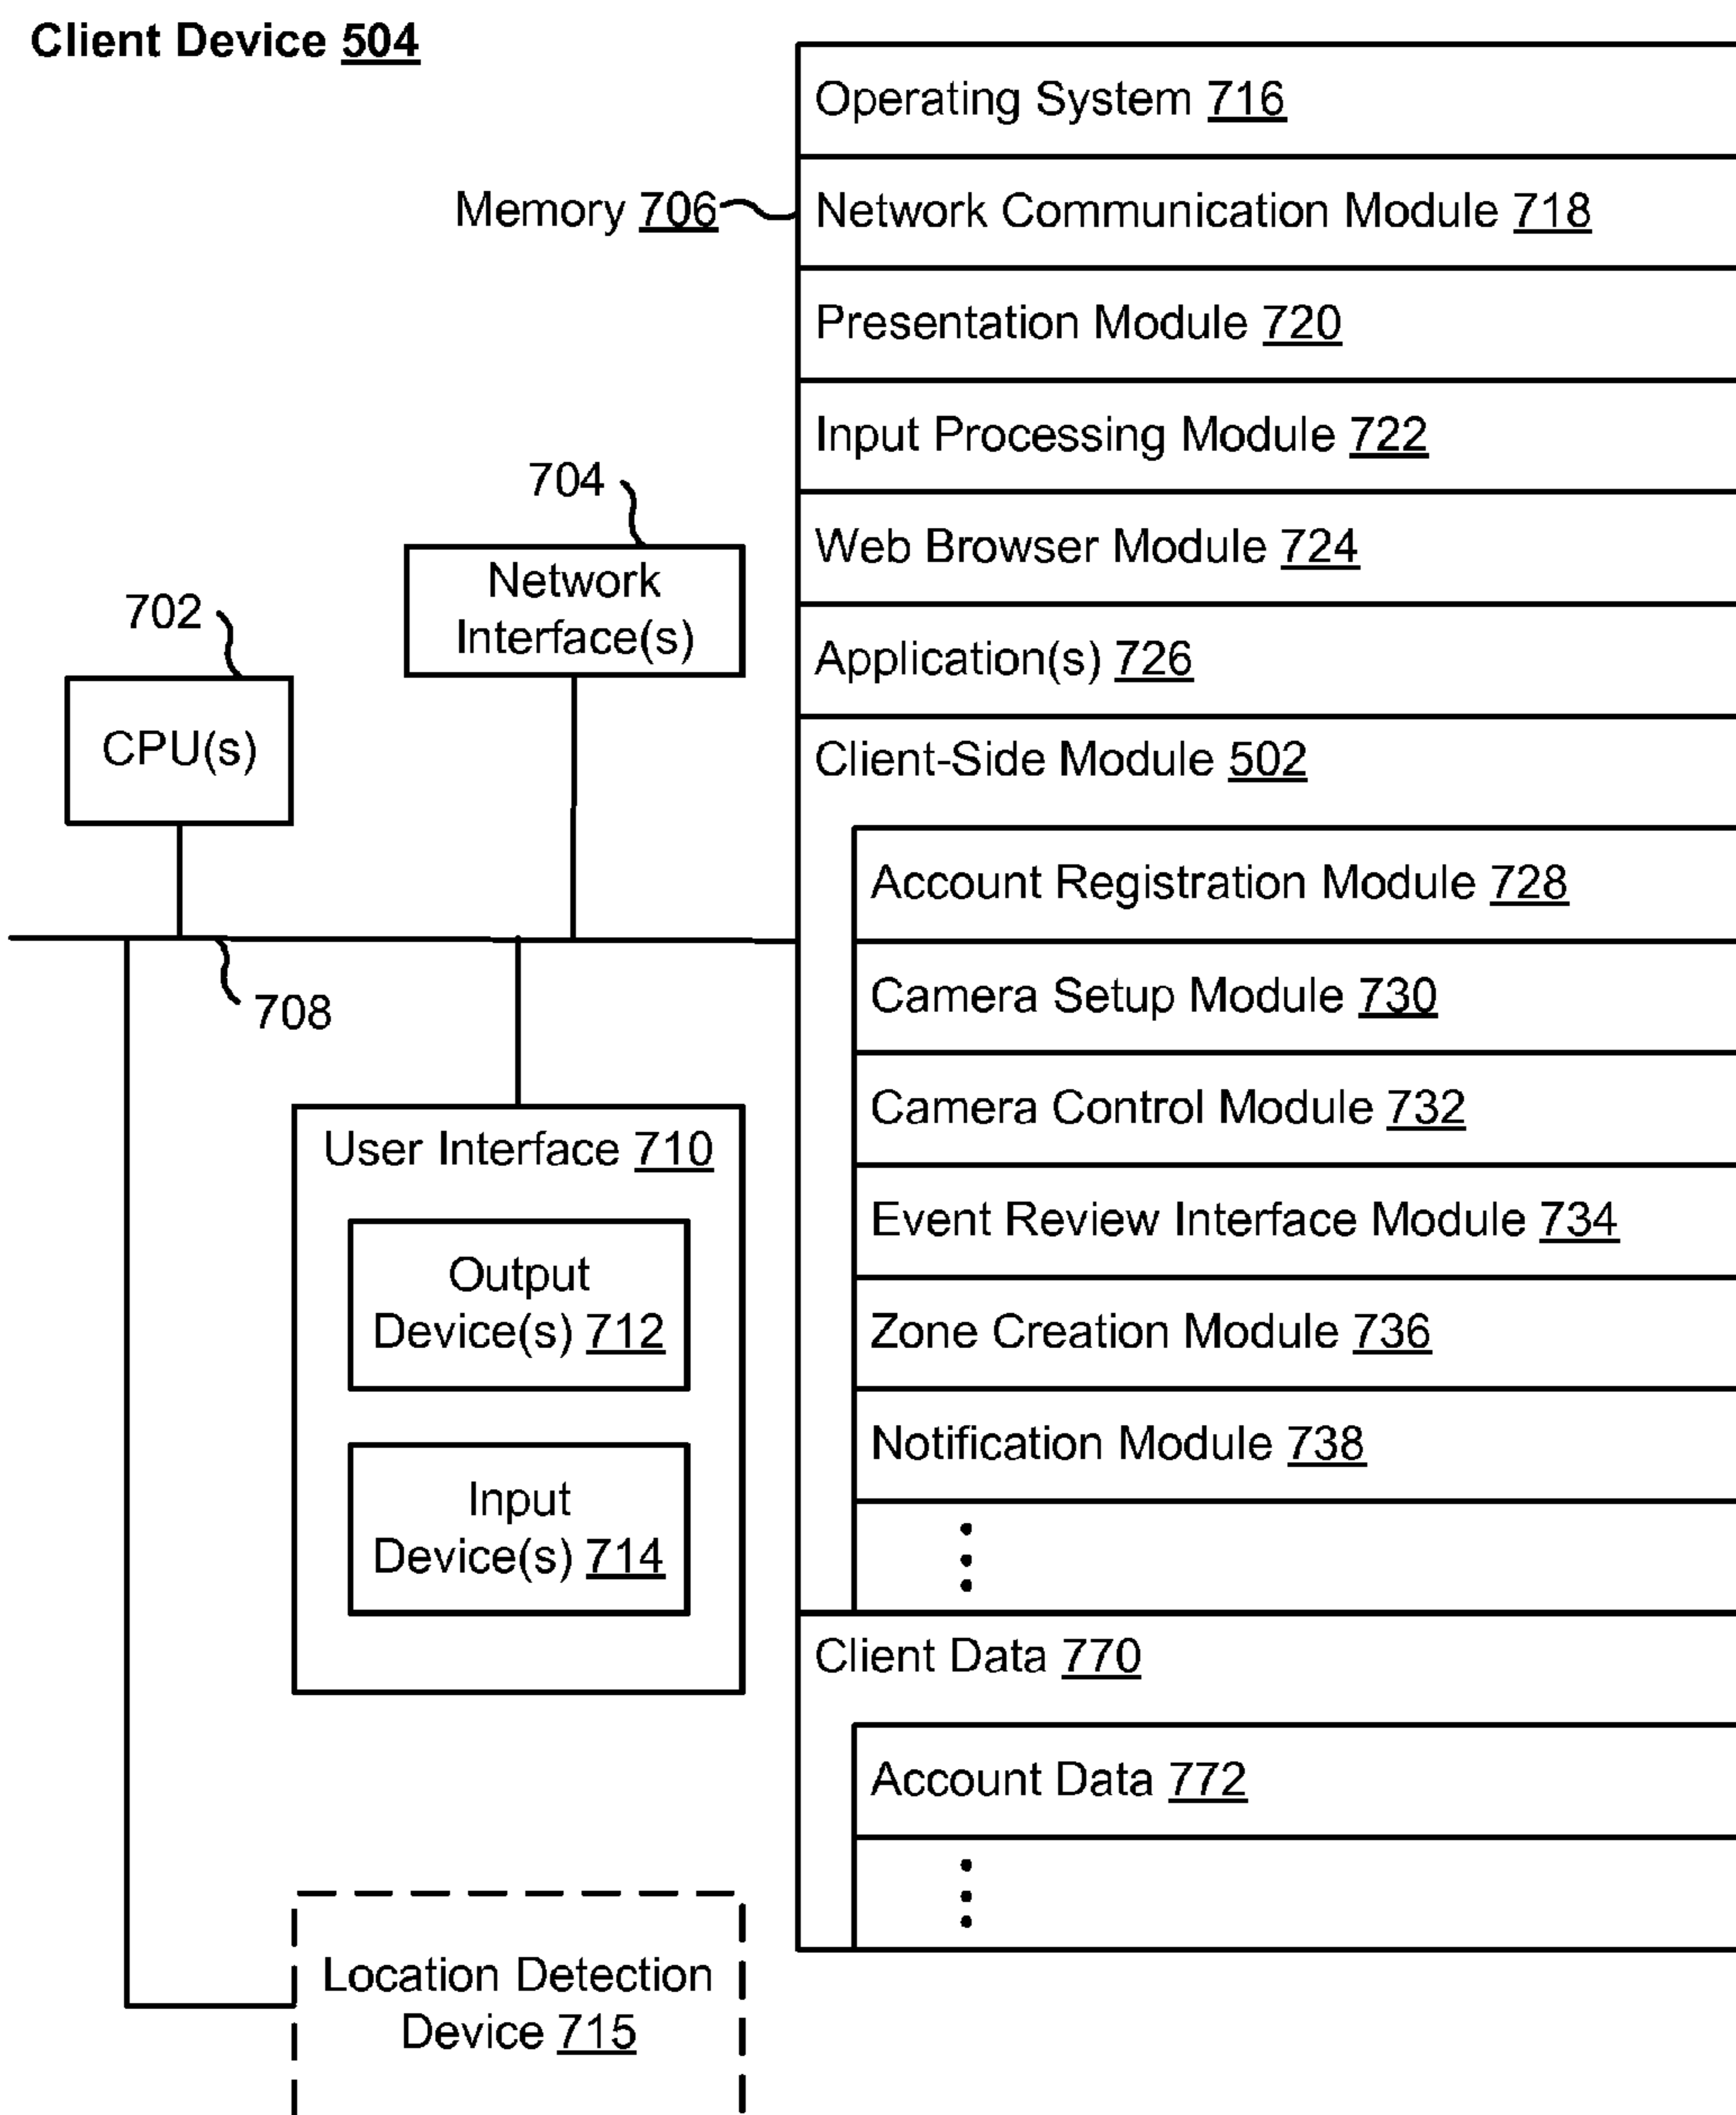 Client Device 504
Operating System 716
Memory 706
Network Communication Module 718
Presentation Module 720
Input Processing Module 722
704
Web Browser Module 724
Network
Interface(s)
702
Application(s) 726
CPU(s)
Client-Side Module 502
Account Registration Module 728
708
Camera Setup Module 730
Camera Control Module 732
User Interface 710
Event Review Interface Module 734
Output
Device(s) 712
Zone Creation Module 736
Notification Module 738
Input
Device(s) 714
Client Data 770
Account Data 772
Location Detection
Device 715